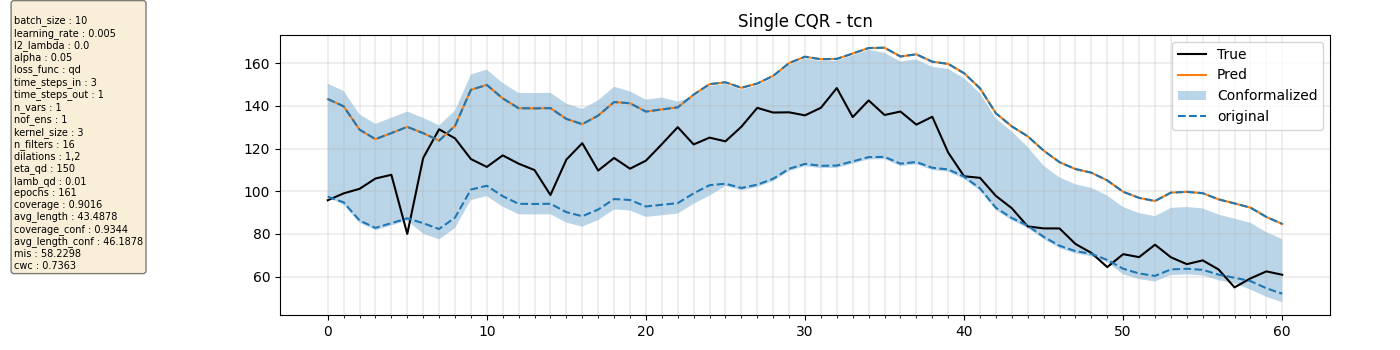 batch_size : 10
learning_rate : 0.005
l2_lambda : 0.0
alpha : 0.05
loss_func : qd
time_steps_in : 3
time_steps_out : 1
n_vars : 1
nof_ens : 1
kernel_size : 3
n_filters : 16
dilations : 1,2
eta_qd : 150
lamb_qd : 0.01
epochs : 161
coverage : 0.9016
avg_length : 43.4878
coverage_conf : 0.9344
avg_length_conf : 46.1878
mis : 58.2298
cwc : 0.7363
Single CQR - tcn
160
140
120
100
80
60
0 10 20 30 40 50 60
True
Pred
Conformalized
original